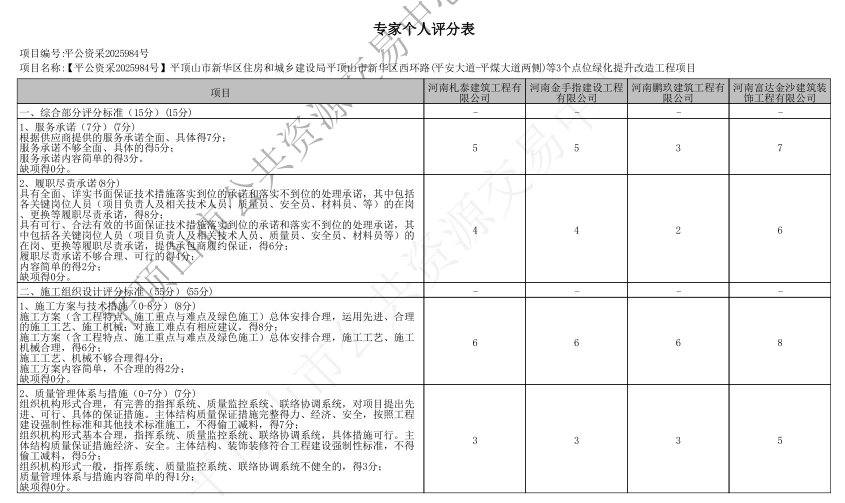 专家个人评分表
项目编号:平公资采2025984号
项目名称:【平公资采2025984号】平顶山市新华区住房和城乡建设局平顶山市新华区西环路(平安大道-平煤大道两侧)等3个点位绿化提升改造工程项目
项目
河南札泰建筑工程有
限公司
河南金手指建设工程
有限公司
河南鹏玖建筑工程有
限公司
河南富达金沙建筑装
饰工程有限公司
一、综合部分评分标准（15分）(15分)
–
–
–
–
1、服务承诺（7分）(7分)
根据供应商提供的服务承诺全面、具体得7分；
服务承诺不够全面、具体的得5分；
服务承诺内容简单的得3分。
缺项得0分。
5
5
3
7
2、履职尽责承诺(8分)
具有全面、详实书面保证技术措施落实到位的承诺和落实不到位的处理承诺，其中包括
各关键岗位人员（项目负责人及相关技术人员、质量员、安全员、材料员、等）的在岗
、更换等履职尽责承诺，得8分；
具有可行、合法有效的书面保证技术措施落实到位的承诺和落实不到位的处理承诺，其
中包括各关键岗位人员（项目负责人及相关技术人员、质量员、安全员、材料员等）的
在岗、更换等履职尽责承诺，提供承包商履约保证，得6分；
履职尽责承诺不够合理、可行的得4分；
内容简单的得2分；
缺项得0分。
4
4
2
6
二、施工组织设计评分标准（55分）(55分)
–
–
–
–
1、施工方案与技术措施（0-8分）(8分)
施工方案（含工程特点、施工重点与难点及绿色施工）总体安排合理，运用先进、合理
的施工工艺、施工机械；对施工难点有相应建议，得8分；
施工方案（含工程特点、施工重点与难点及绿色施工）总体安排合理，施工工艺、施工
机械合理，得6分；
施工工艺、机械不够合理得4分；
施工方案内容简单，不合理的得2分；
缺项得0分。
6
6
6
8
2、质量管理体系与措施（0-7分）(7分)
组织机构形式合理，有完善的指挥系统、质量监控系统、联络协调系统，对项目提出先
进、可行、具体的保证措施。主体结构质量保证措施完整得力、经济、安全，按照工程
建设强制性标准和其他技术标准施工，不得偷工减料，得7分；
组织机构形式基本合理，指挥系统、质量监控系统、联络协调系统，具体措施可行。主
体结构质量保证措施经济、安全。主体结构、装饰装修符合工程建设强制性标准，不得
偷工减料，得5分；
组织机构形式一般，指挥系统、质量监控系统、联络协调系统不健全的，得3分；
质量管理体系与措施内容简单的得1分；
缺项得0分。
3
3
3
5
平顶山市公共资源交易中心
山市公共资源交易中